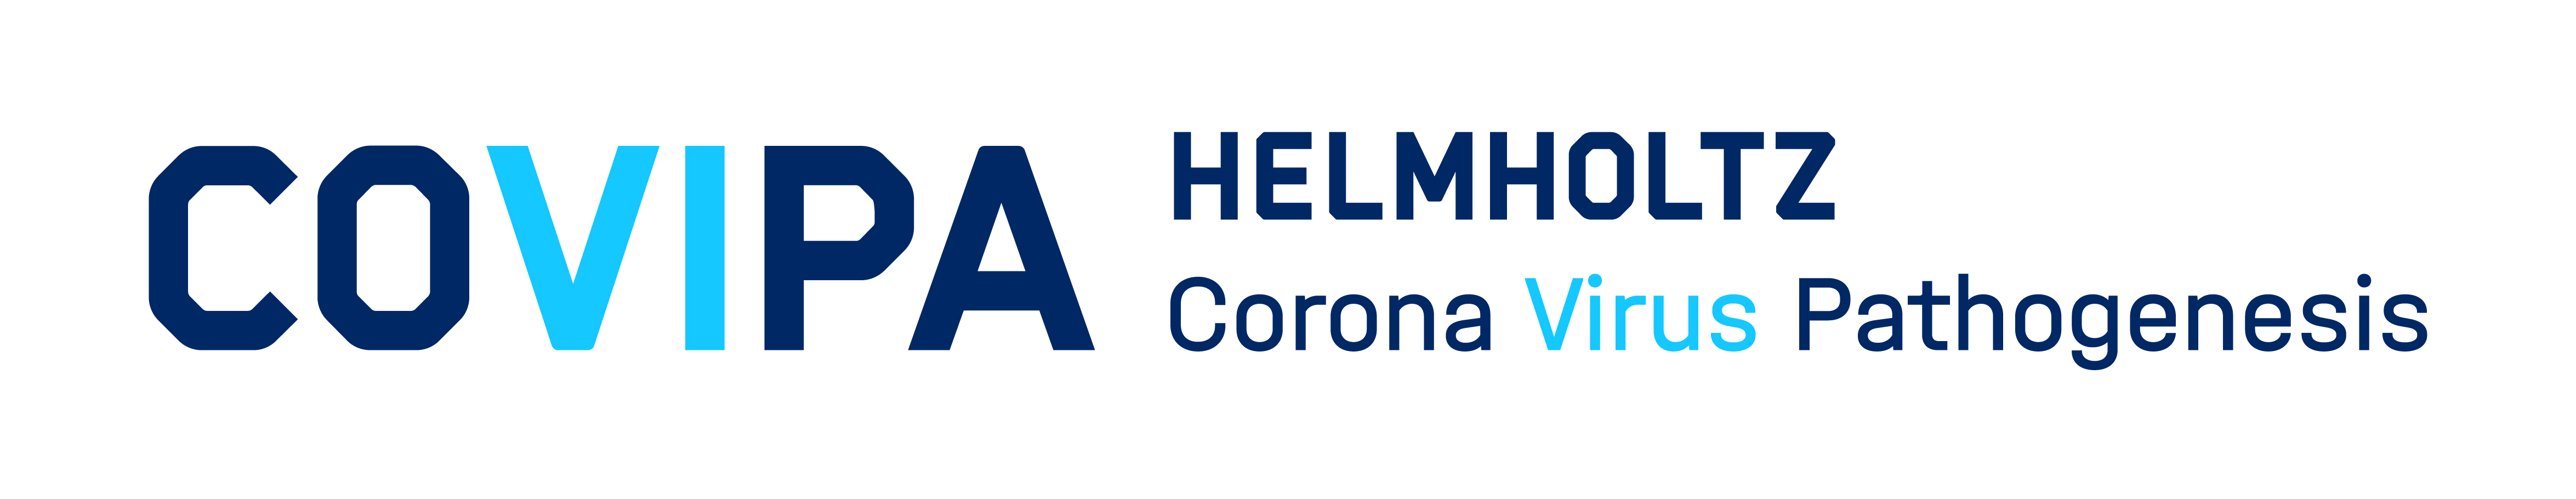 COVIPA
HELMHOLTZ
Corona Virus Pathogenesis